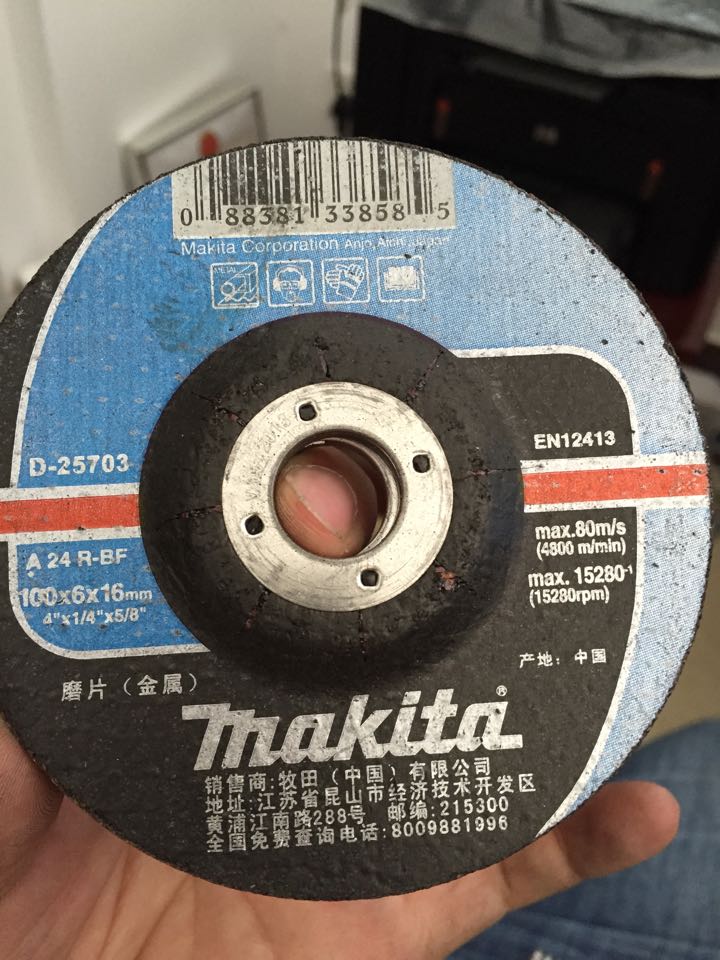 0 88381 33858 5
Makita Corporation Anjo, Aichi, Japan
METAL
D-25703
EN12413
A 24 R-BF
100x6x16mm
4"x1/4"x5/8"
max.80m/s
(4800 m/min)
max. 15280⁻¹
(15280rpm)
产地：中国
磨片（金属）
makita®
销售商：牧田（中国）有限公司
地址：江苏省昆山市经济技术开发区
黄浦江南路288号 邮编：215300
全国免费查询电话：8009881996